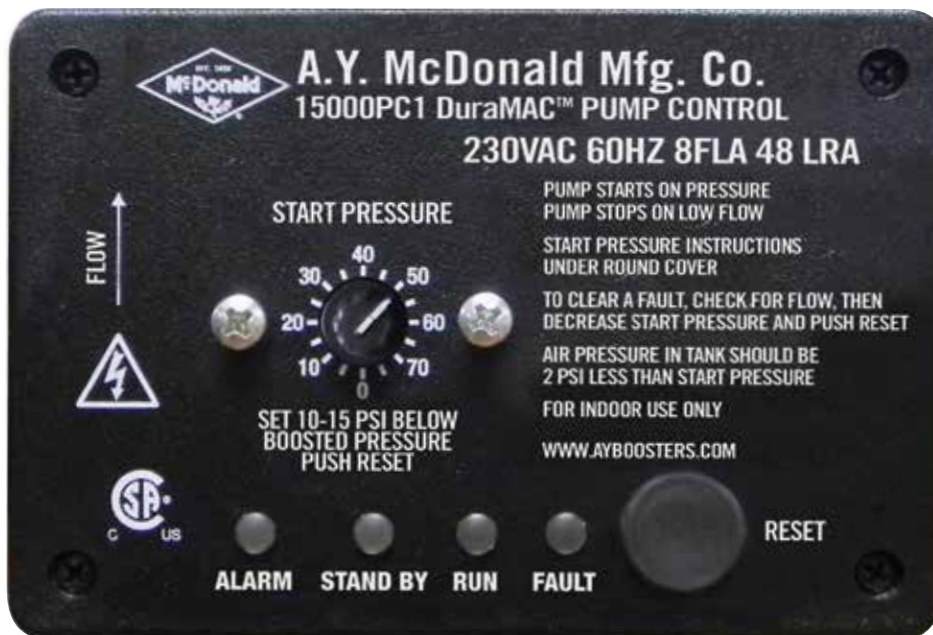 EST. 1856
McDonald
A.Y. McDonald Mfg. Co.
15000PC1 DuraMAC™ PUMP CONTROL
230VAC 60HZ 8FLA 48 LRA
PUMP STARTS ON PRESSURE
PUMP STOPS ON LOW FLOW
START PRESSURE INSTRUCTIONS
UNDER ROUND COVER
TO CLEAR A FAULT, CHECK FOR FLOW, THEN
DECREASE START PRESSURE AND PUSH RESET
AIR PRESSURE IN TANK SHOULD BE
2 PSI LESS THAN START PRESSURE
FOR INDOOR USE ONLY
WWW.AYBOOSTERS.COM
FLOW
START PRESSURE
40
30 50
20 60
10 70
0
SET 10-15 PSI BELOW
BOOSTED PRESSURE
PUSH RESET
SA
C US
ALARM STAND BY RUN FAULT
RESET